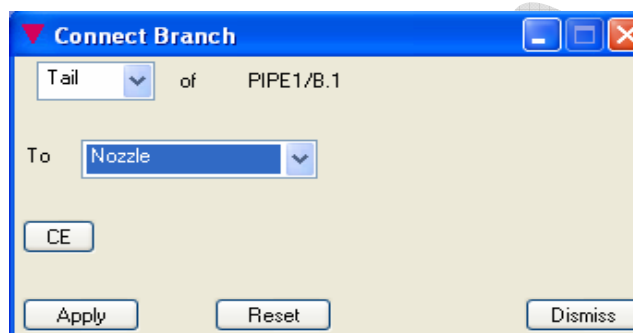 Connect Branch
Tail of PIPE1/B.1
To Nozzle
CE
Apply Reset Dismiss